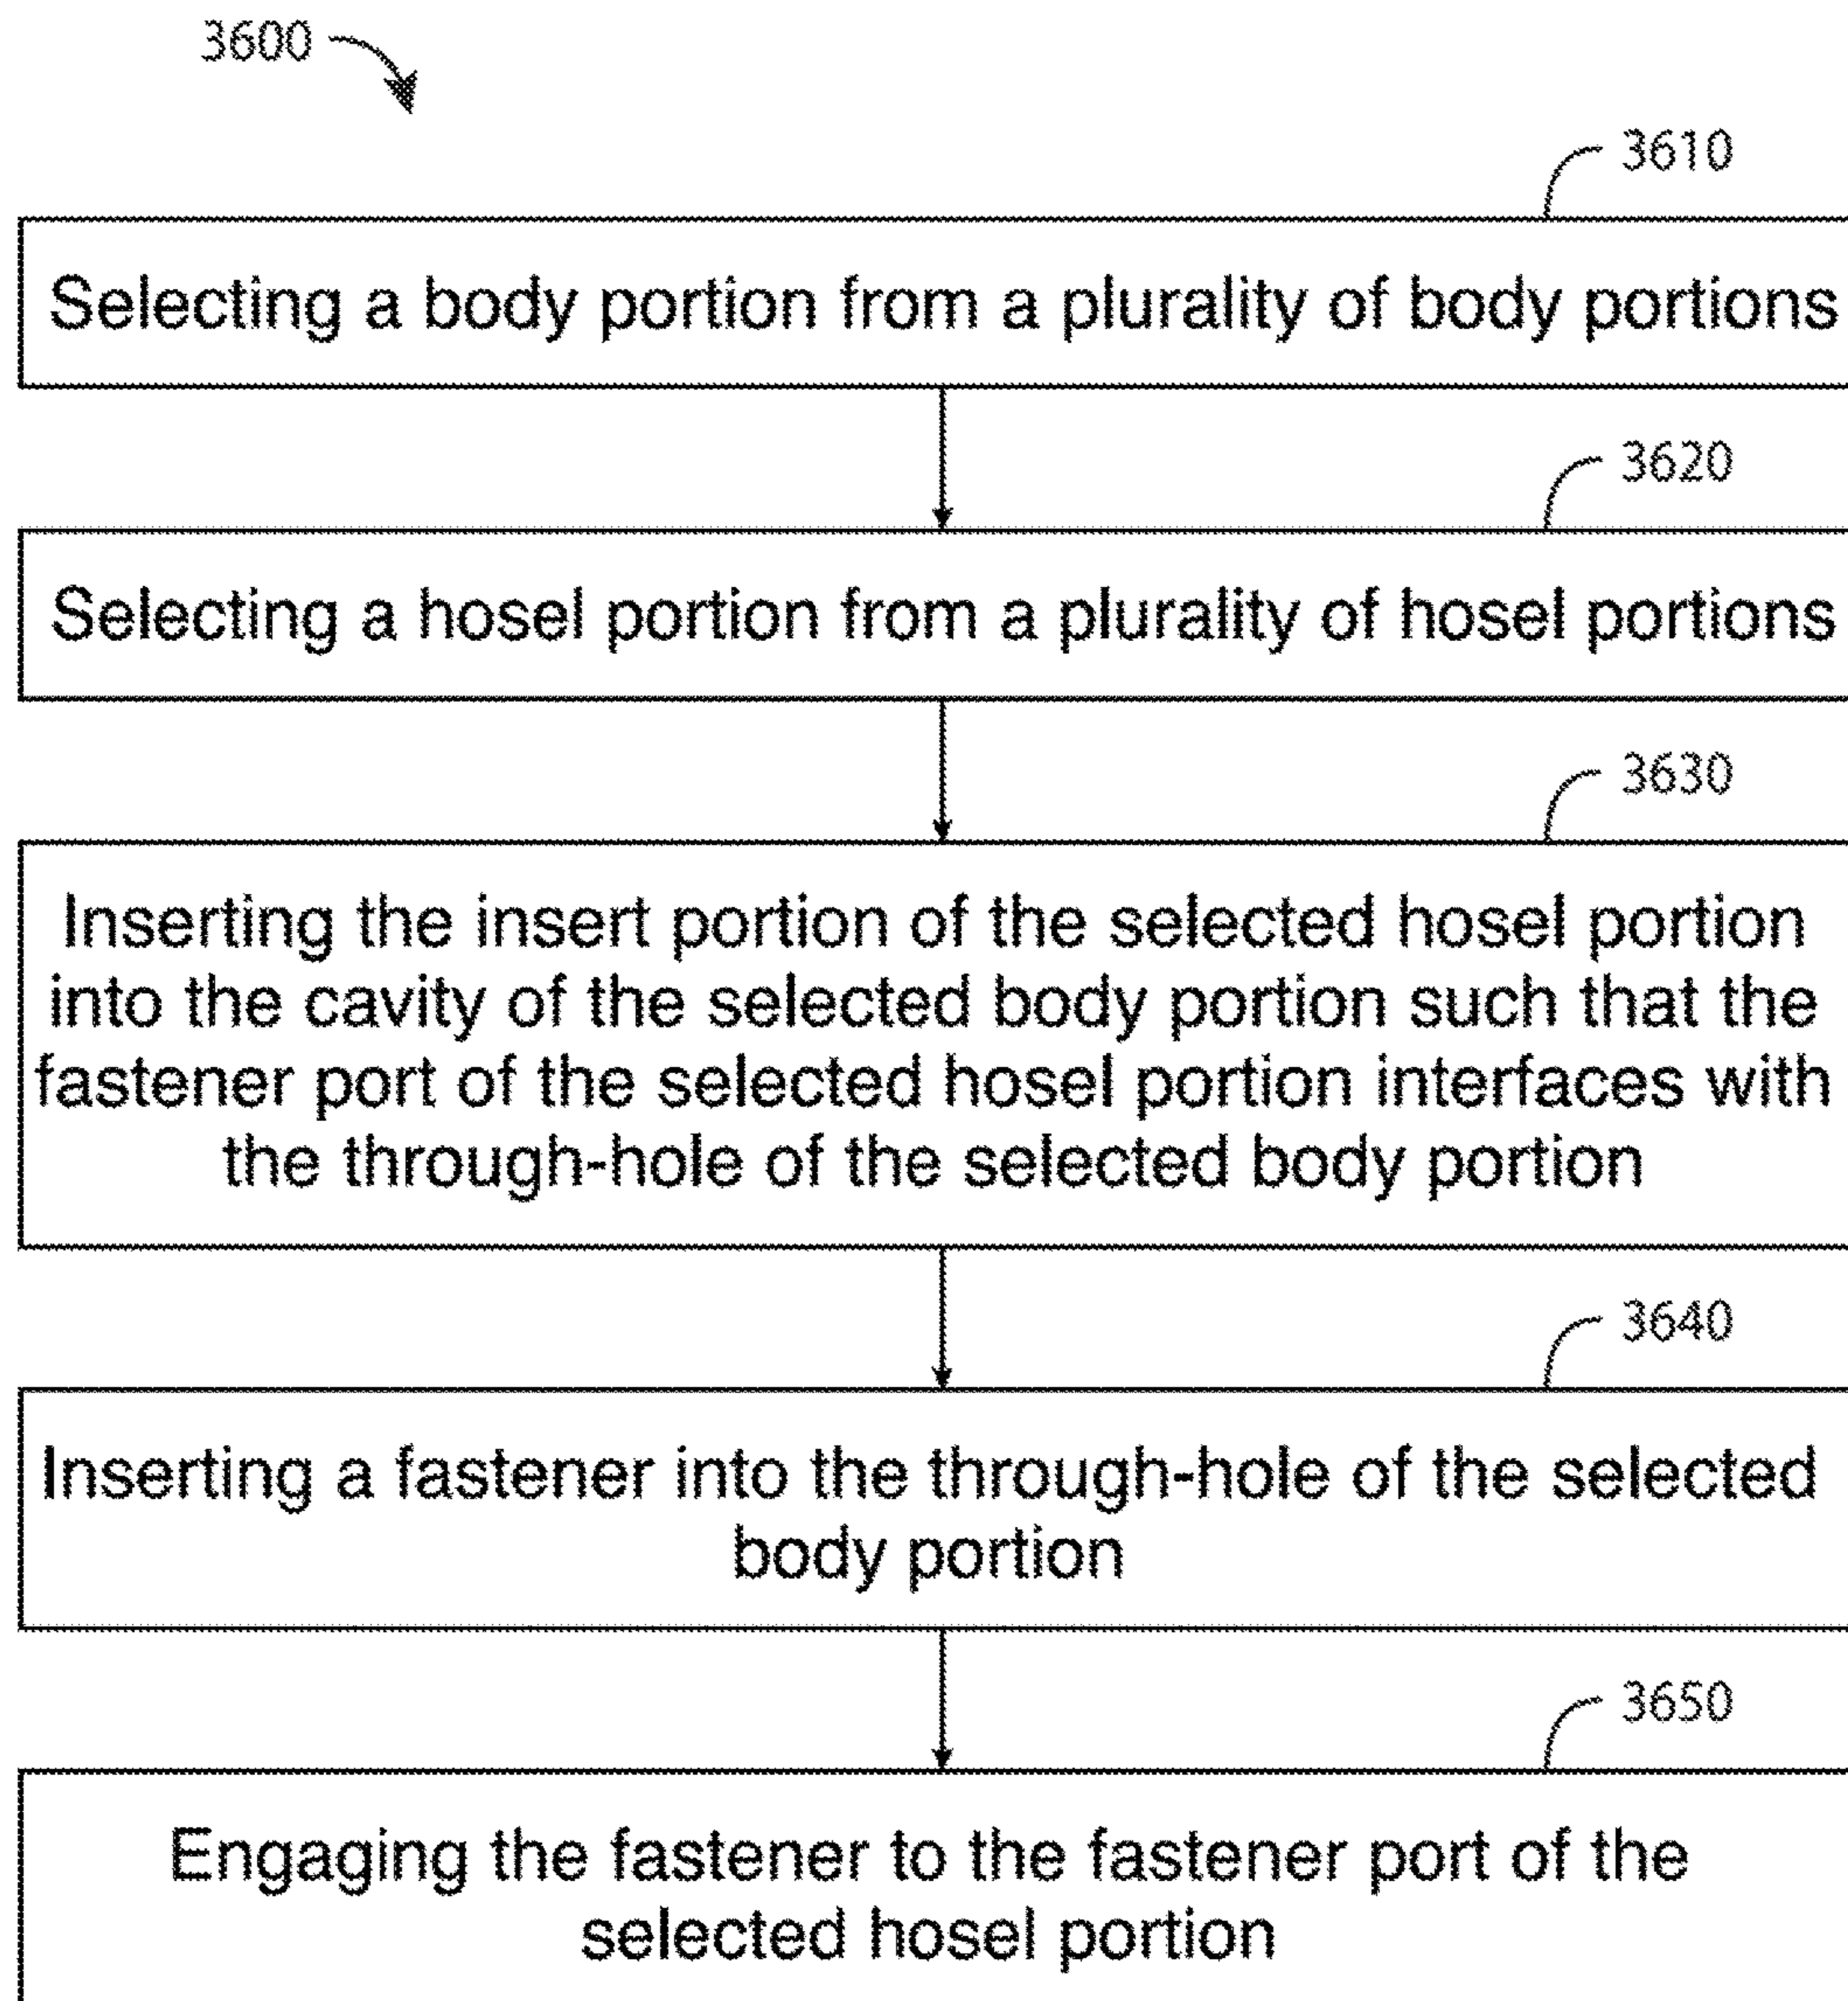 3600
3610
Selecting a body portion from a plurality of body portions
3620
Selecting a hosel portion from a plurality of hosel portions
3630
Inserting the insert portion of the selected hosel portion
into the cavity of the selected body portion such that the
fastener port of the selected hosel portion interfaces with
the through-hole of the selected body portion
3640
Inserting a fastener into the through-hole of the selected
body portion
3650
Engaging the fastener to the fastener port of the
selected hosel portion